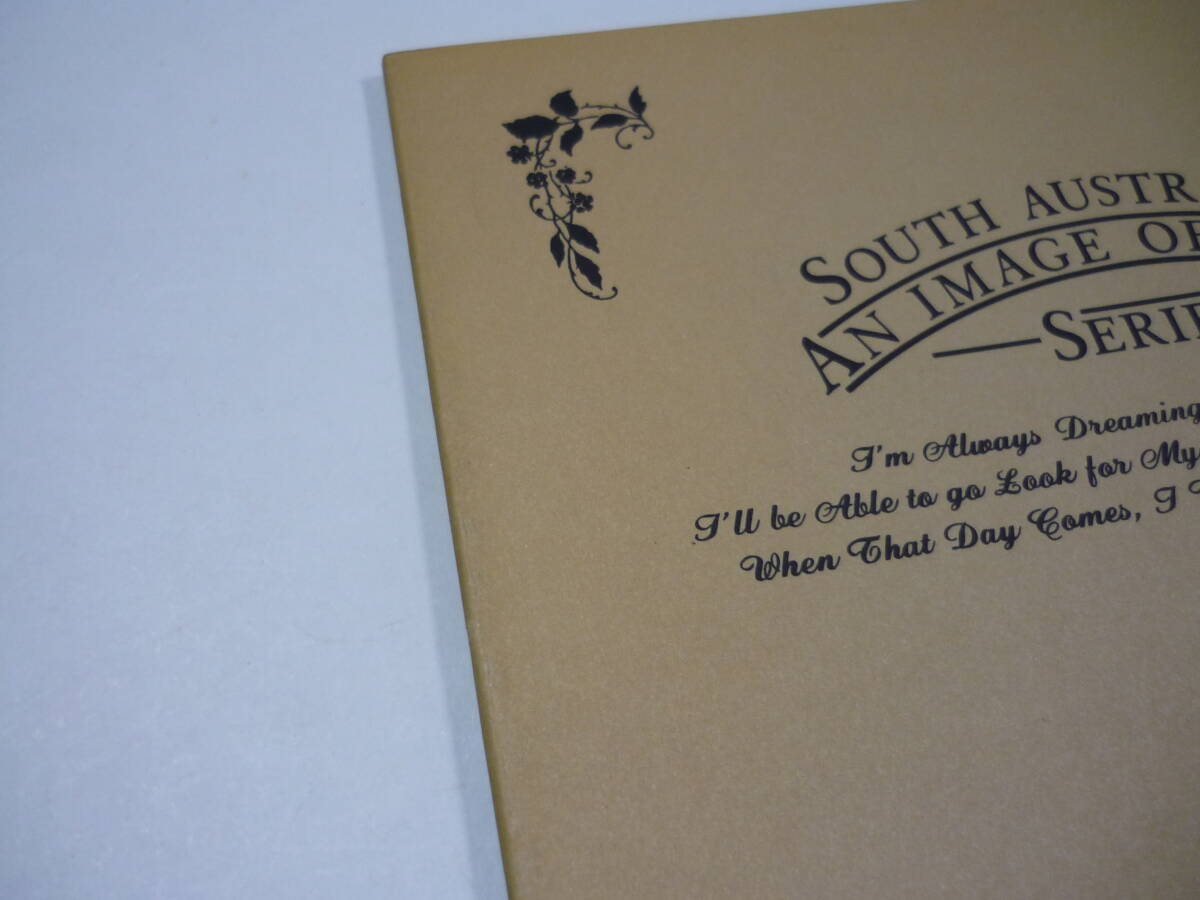 SOUTH AUSTR
AN IMAGE OF
SERIE
I'm Always Dreaming
I'll be Able to go Look for My
When That Day Comes, I